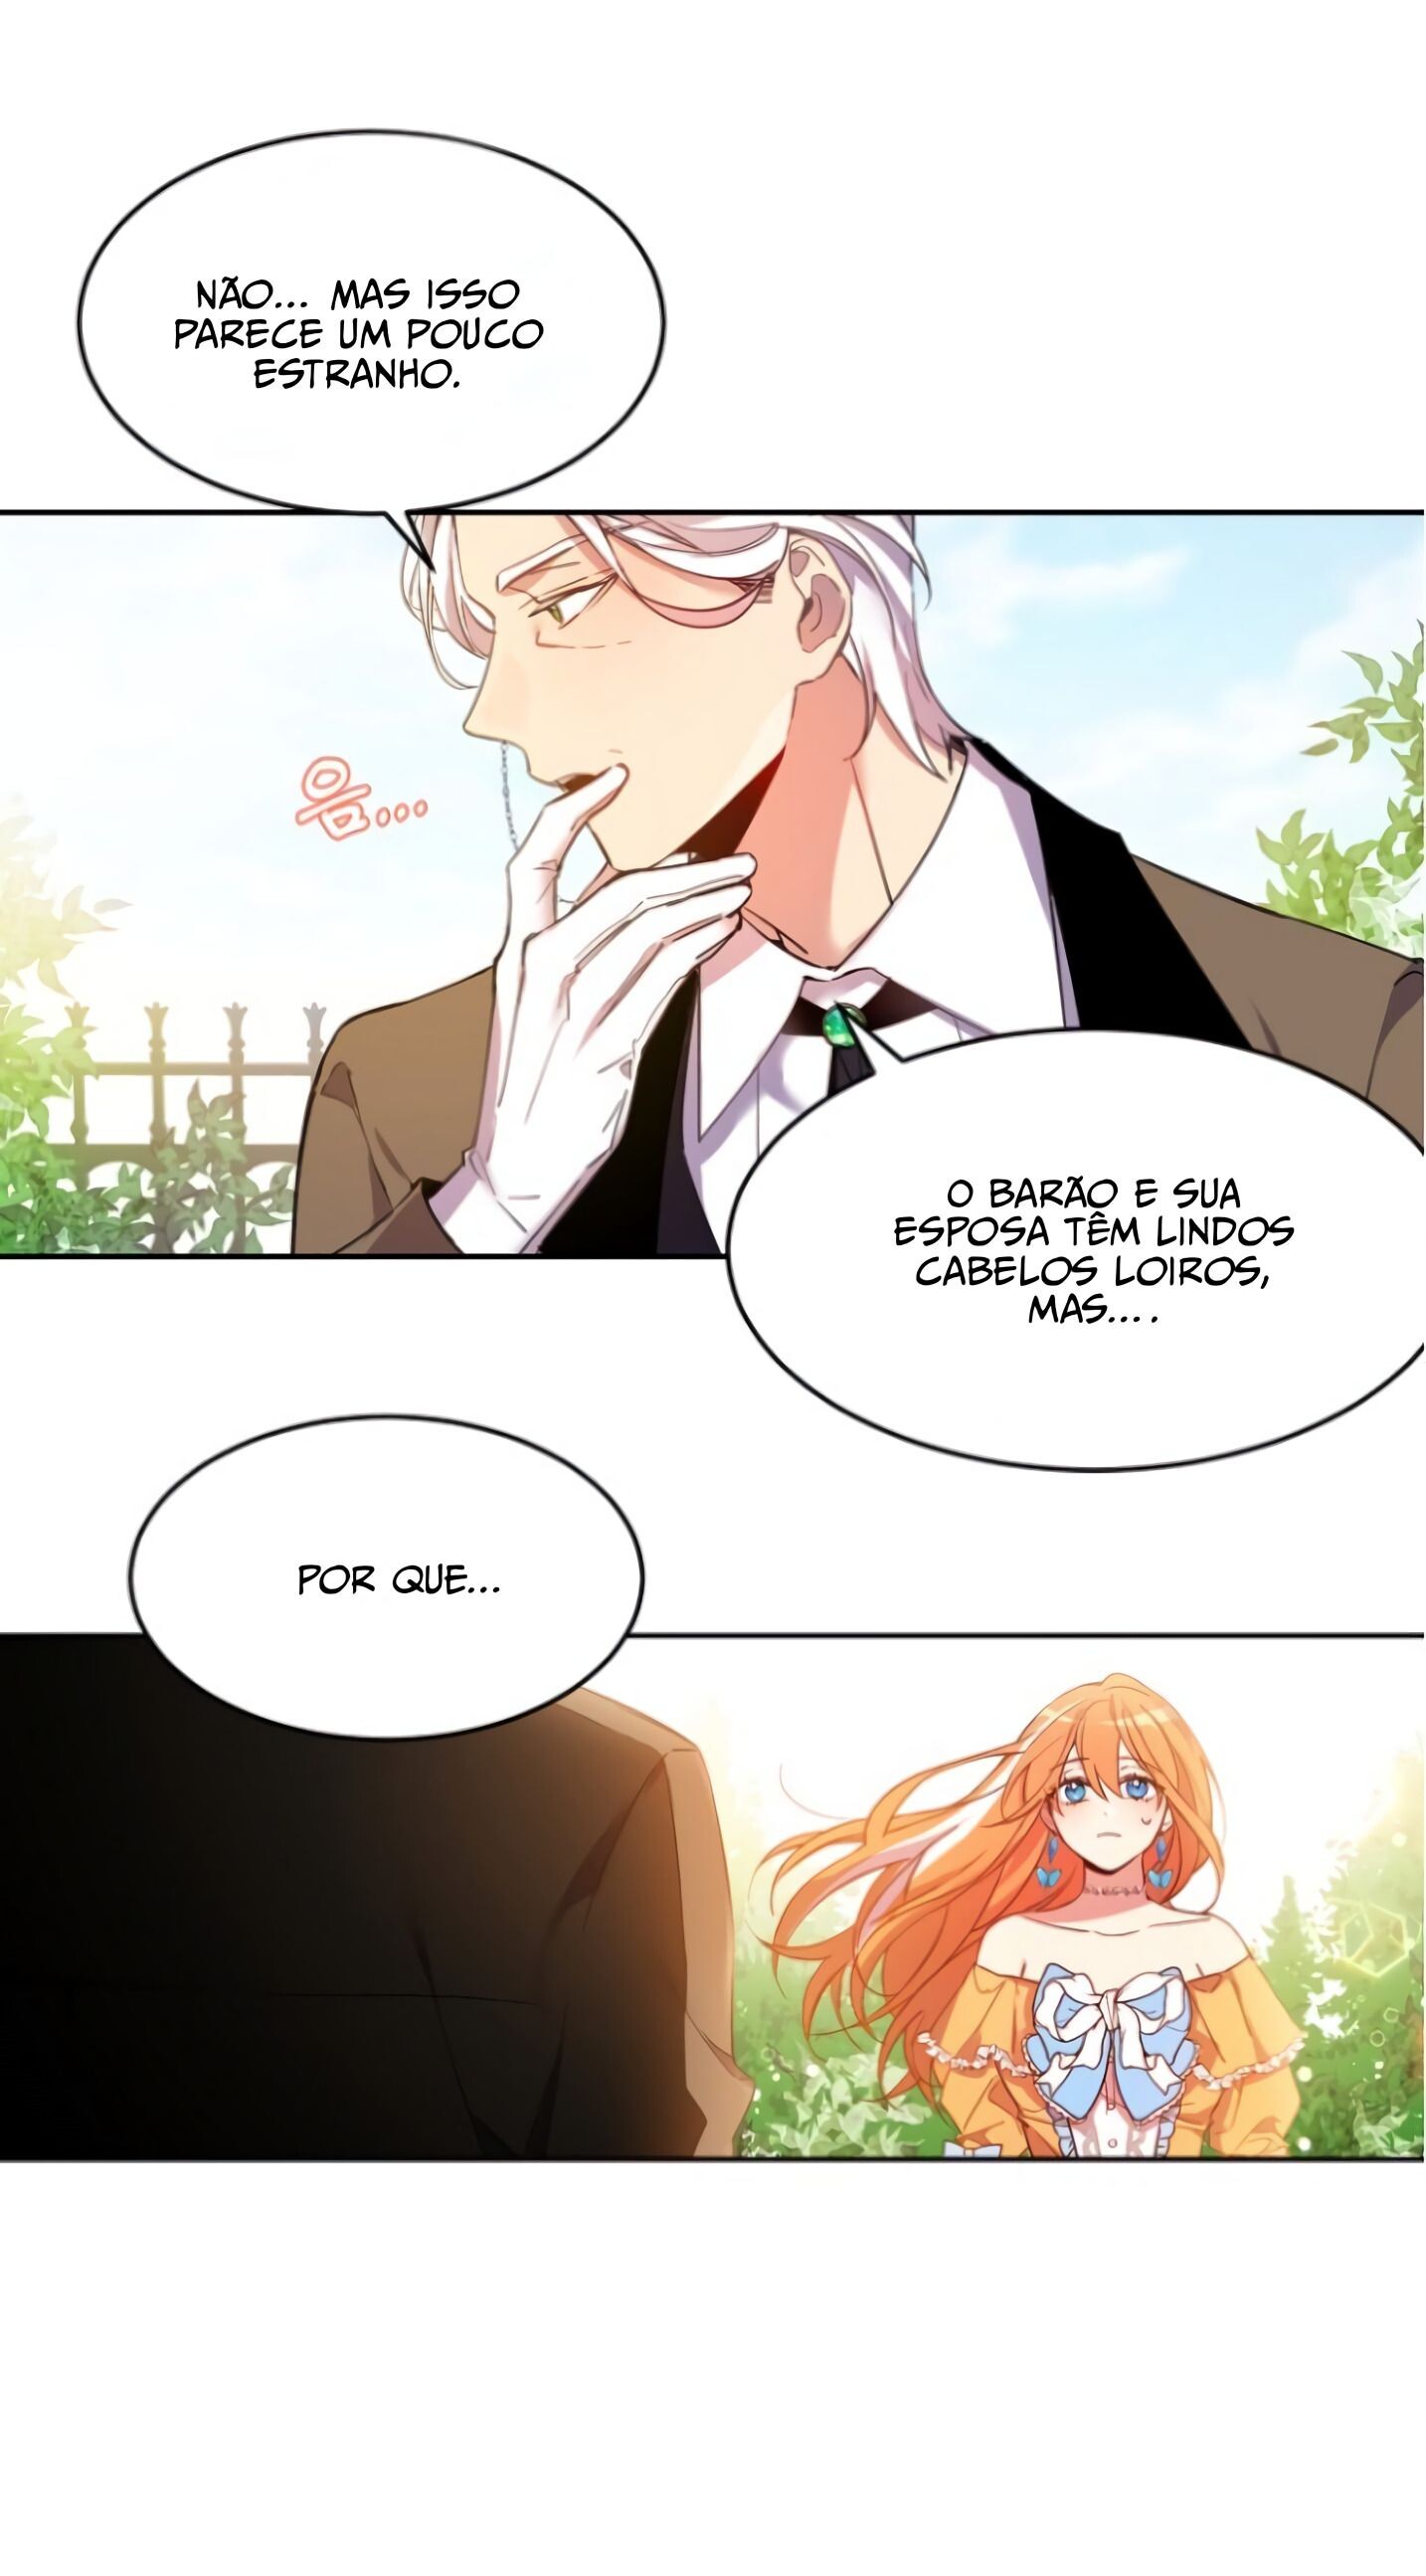 NÃO... MAS ISSO
PARECE UM POUCO
ESTRANHO.
음...
O BARÃO E SUA
ESPOSA TÊM LINDOS
CABELOS LOIROS,
MAS....
POR QUE...